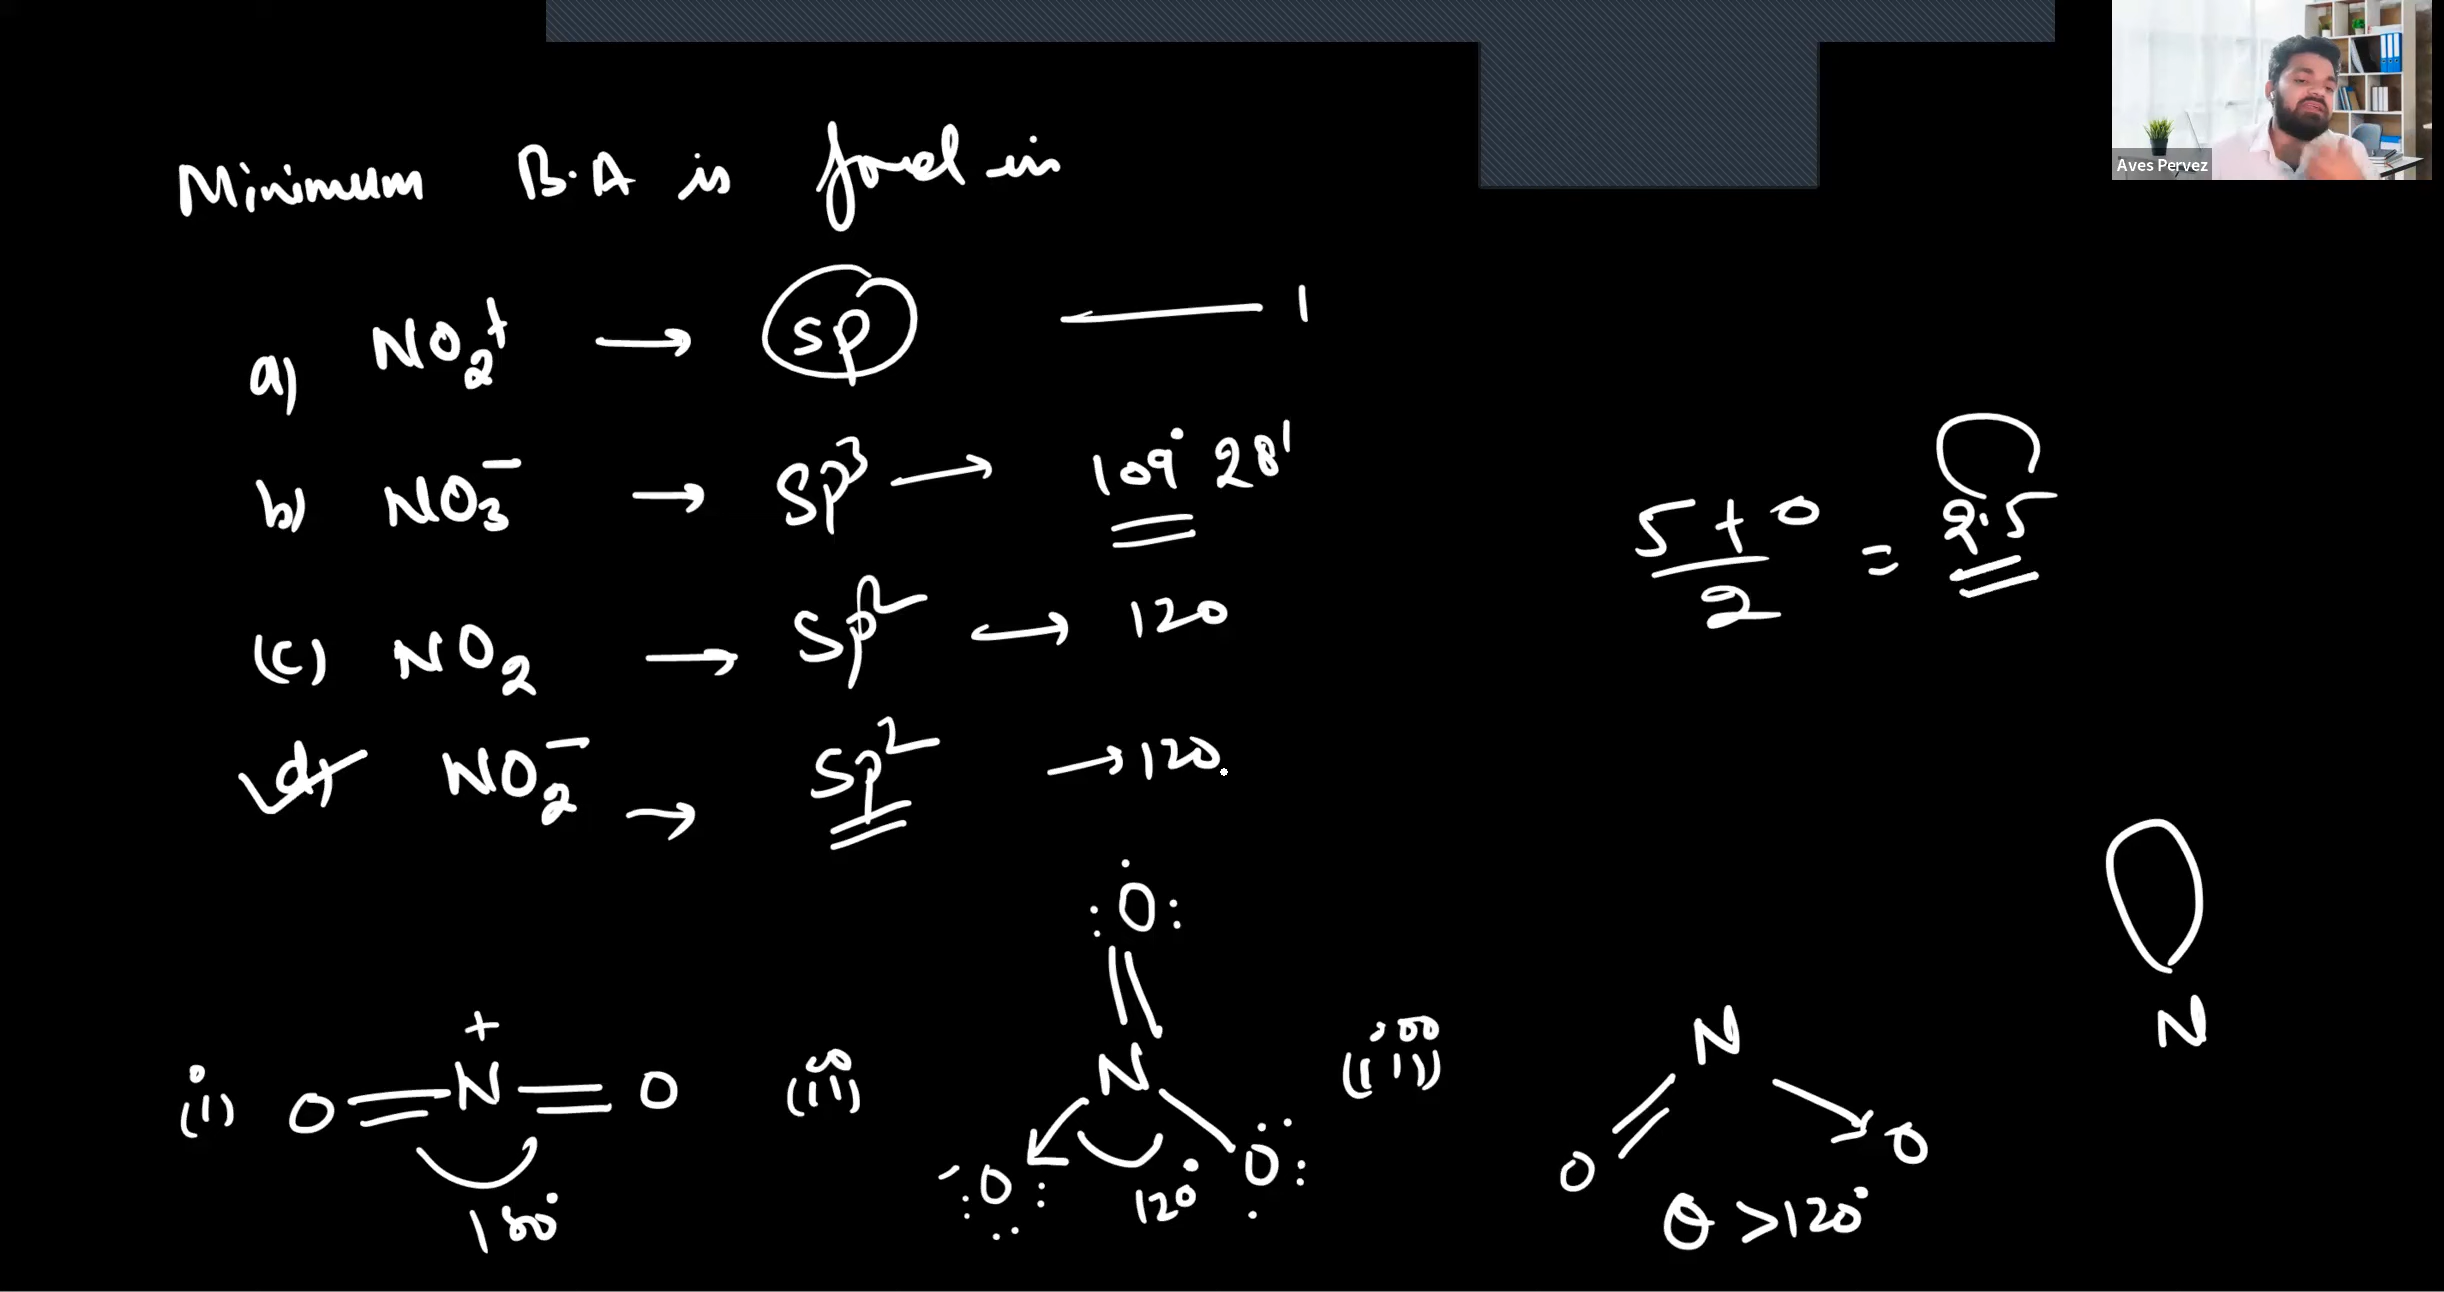 Aves Pervez
Minimum B.A is found in
a) NO₂⁺ → sp — 1
b) NO₃⁻ → Sp³ → 109° 28'
5 + 0 / 2 = 2.5
(c) NO₂ → Sp² → 120
d) NO₂⁻ → Sp² → 120
(i) O = N⁺ = O
180°
(ii) :O:
N
:O: :O:
120°
(iii) N
O O
θ > 120°
N